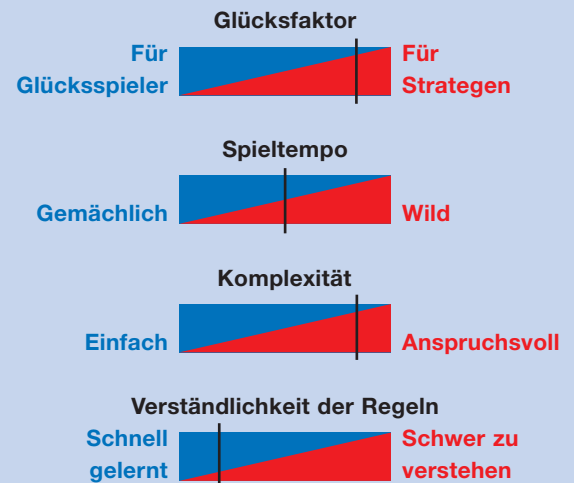 Glücksfaktor
Für
Glücksspieler
Für
Strategen
Spieltempo
Gemächlich
Wild
Komplexität
Einfach
Anspruchsvoll
Verständlichkeit der Regeln
Schnell
gelernt
Schwer zu
verstehen